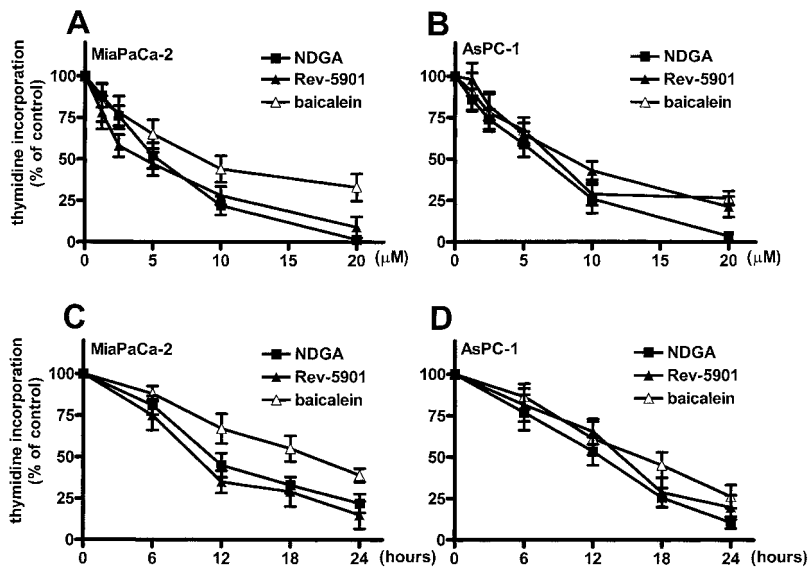 A
MiaPaCa-2
NDGA
Rev-5901
baicalein
thymidine incorporation
(% of control)
100
75
50
25
0
0 5 10 15 20 (μM)
B
AsPC-1
NDGA
Rev-5901
baicalein
100
75
50
25
0
0 5 10 15 20 (μM)
C
MiaPaCa-2
NDGA
Rev-5901
baicalein
thymidine incorporation
(% of control)
100
75
50
25
0
0 6 12 18 24 (hours)
D
AsPC-1
NDGA
Rev-5901
baicalein
100
75
50
25
0
0 6 12 18 24 (hours)